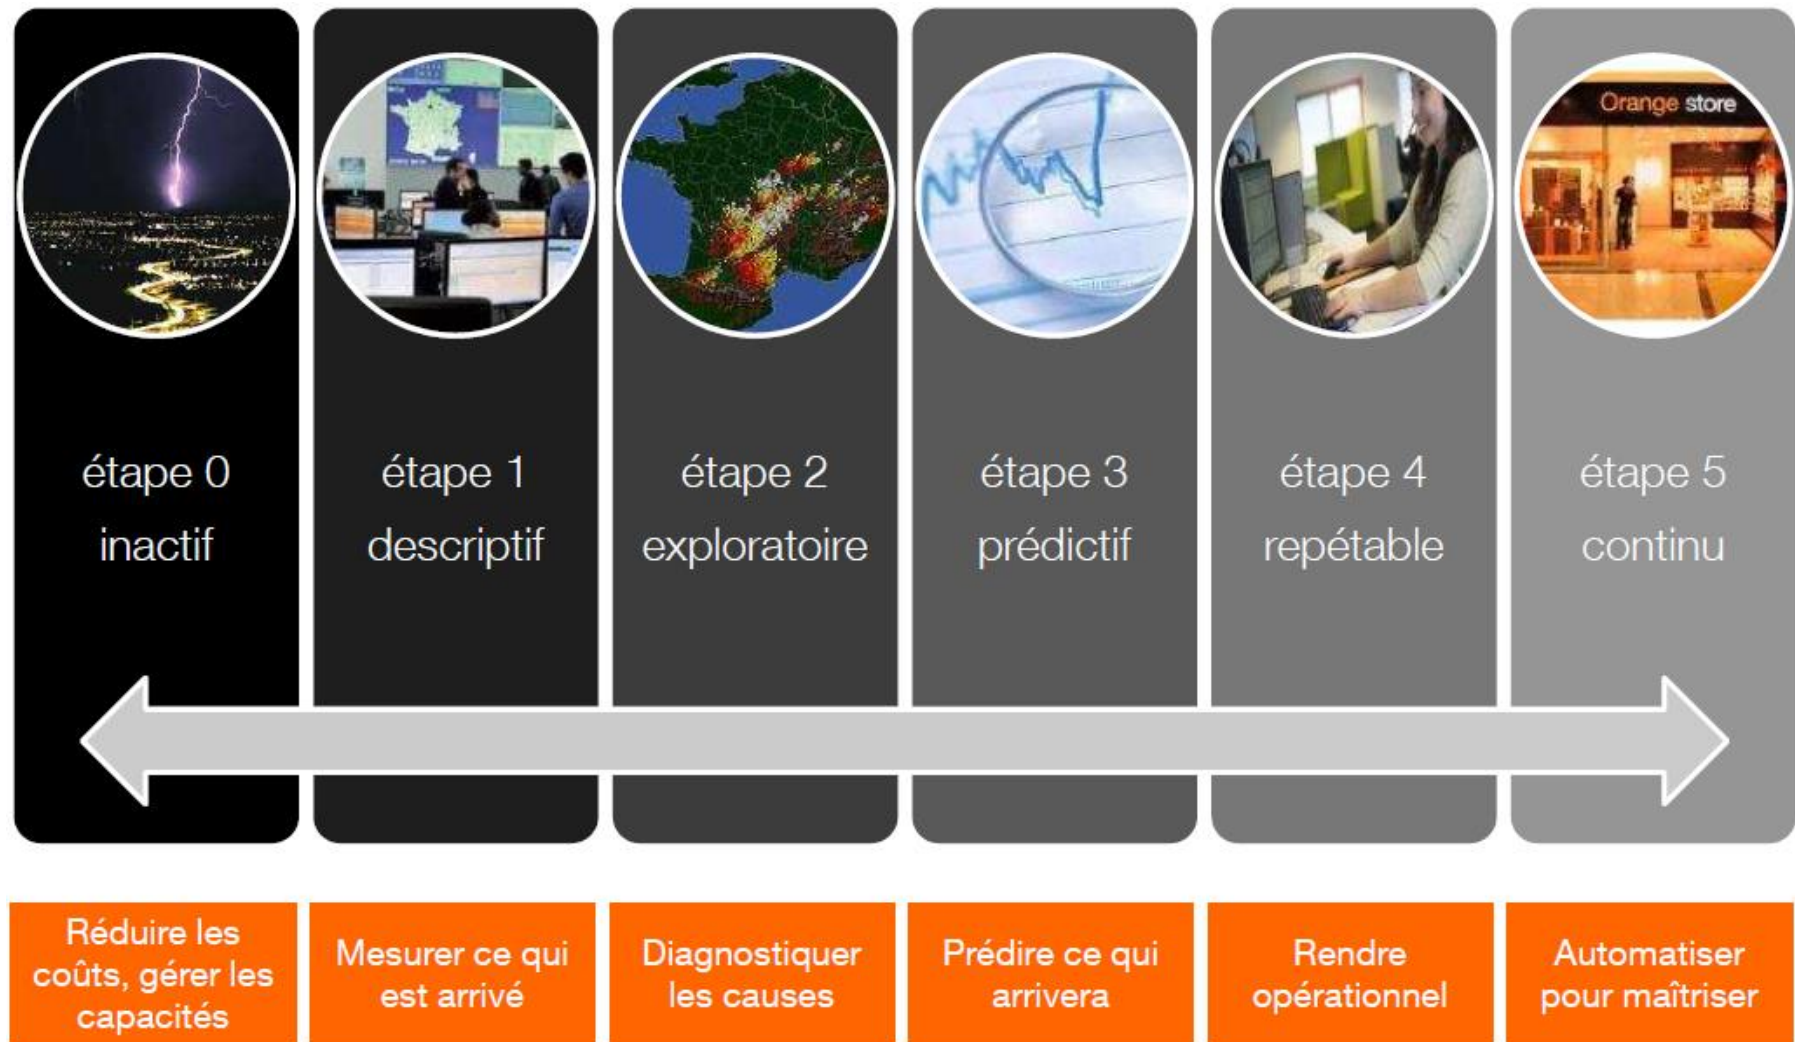 Orange store
étape 0
inactif
étape 1
descriptif
étape 2
exploratoire
étape 3
prédictif
étape 4
repétable
étape 5
continu
Réduire les
coûts, gérer les
capacités
Mesurer ce qui
est arrivé
Diagnostiquer
les causes
Prédire ce qui
arrivera
Rendre
opérationnel
Automatiser
pour maîtriser